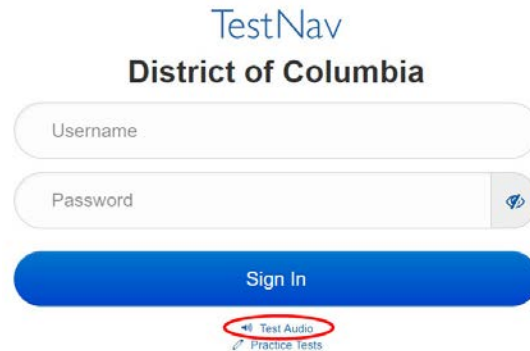 TestNav
District of Columbia
Username
Password
Sign In
Test Audio
Practice Tests